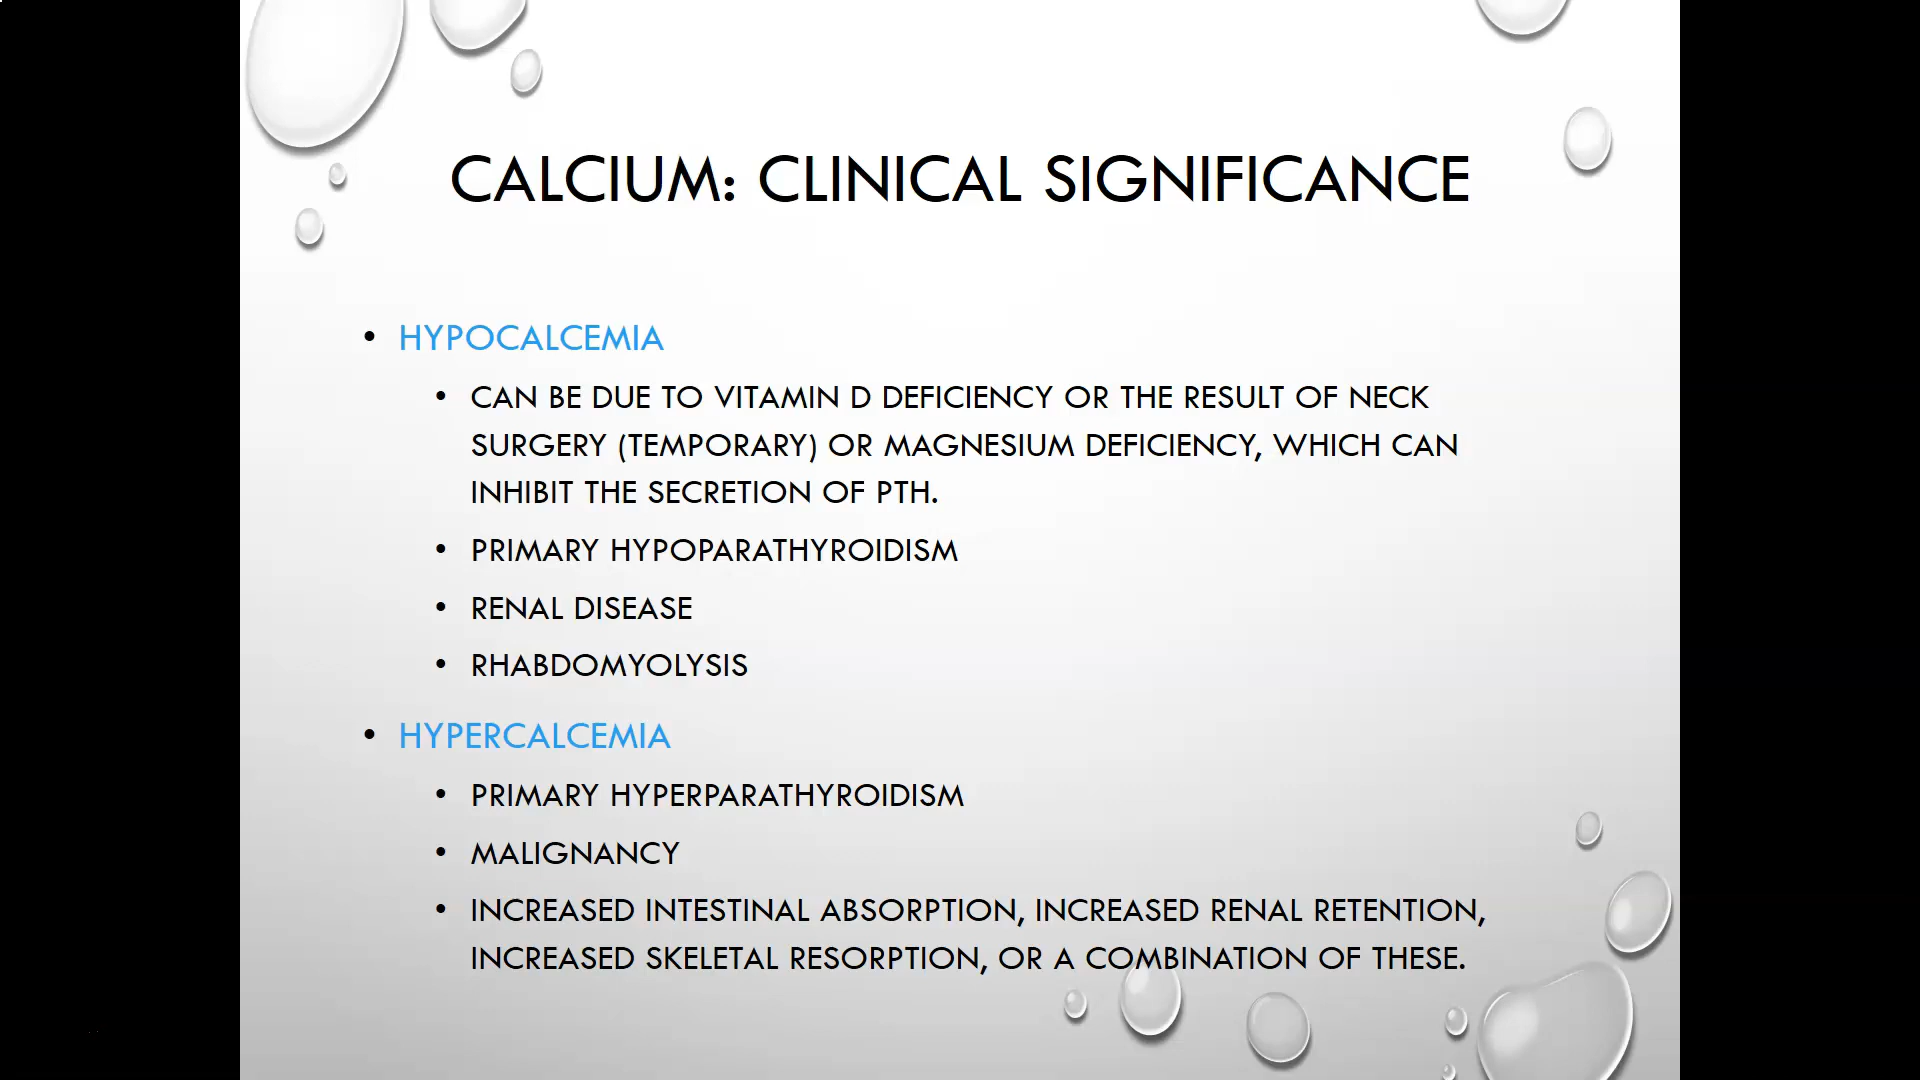 CALCIUM: CLINICAL SIGNIFICANCE
• HYPOCALCEMIA
• CAN BE DUE TO VITAMIN D DEFICIENCY OR THE RESULT OF NECK
SURGERY (TEMPORARY) OR MAGNESIUM DEFICIENCY, WHICH CAN
INHIBIT THE SECRETION OF PTH.
• PRIMARY HYPOPARATHYROIDISM
• RENAL DISEASE
• RHABDOMYOLYSIS
• HYPERCALCEMIA
• PRIMARY HYPERPARATHYROIDISM
• MALIGNANCY
• INCREASED INTESTINAL ABSORPTION, INCREASED RENAL RETENTION,
INCREASED SKELETAL RESORPTION, OR A COMBINATION OF THESE.